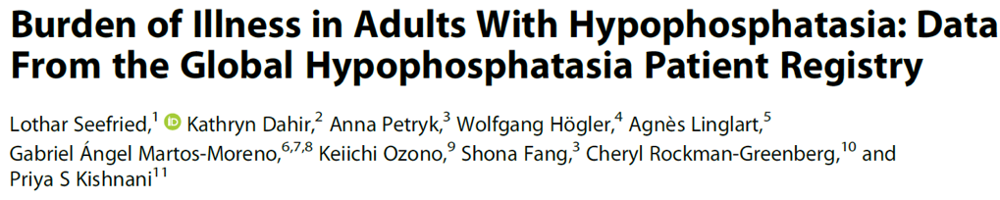 Burden of Illness in Adults With Hypophosphatasia: Data
From the Global Hypophosphatasia Patient Registry
Lothar Seefried,1 iD Kathryn Dahir,2 Anna Petryk,3 Wolfgang Högler,4 Agnès Linglart,5
Gabriel Ángel Martos-Moreno,6,7,8 Keiichi Ozono,9 Shona Fang,3 Cheryl Rockman-Greenberg,10 and
Priya S Kishnani11